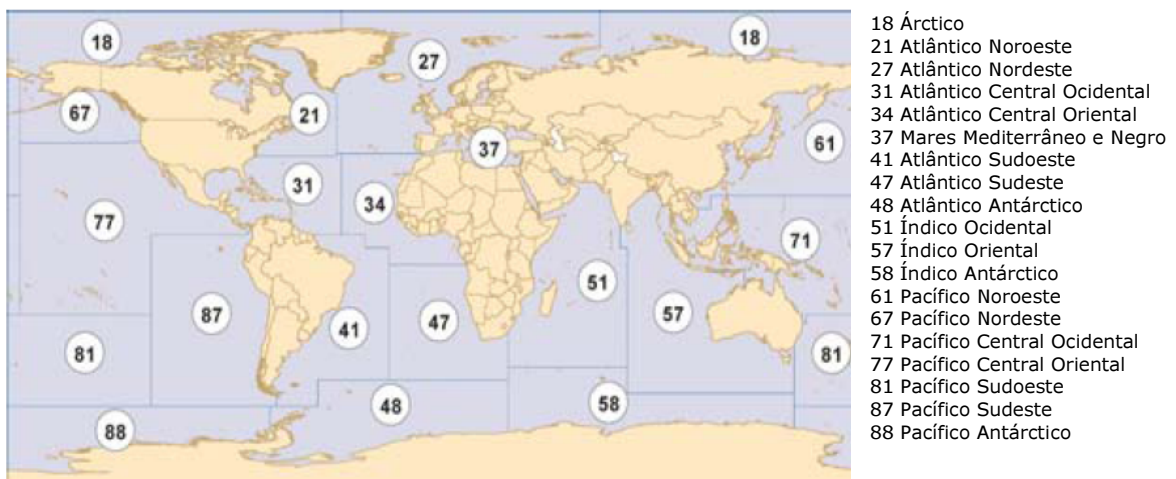 18
18
27
67
21
61
37
31
34
77
71
51
87
41
47
57
81
81
48
58
88
18 Árctico
21 Atlântico Noroeste
27 Atlântico Nordeste
31 Atlântico Central Ocidental
34 Atlântico Central Oriental
37 Mares Mediterrâneo e Negro
41 Atlântico Sudoeste
47 Atlântico Sudeste
48 Atlântico Antárctico
51 Índico Ocidental
57 Índico Oriental
58 Índico Antárctico
61 Pacífico Noroeste
67 Pacífico Nordeste
71 Pacífico Central Ocidental
77 Pacífico Central Oriental
81 Pacífico Sudoeste
87 Pacífico Sudeste
88 Pacífico Antárctico